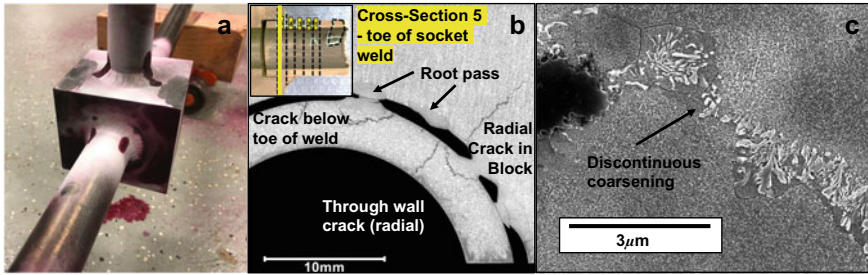 a
Cross-Section 5
- toe of socket
weld
b
Root pass
Crack below
toe of weld
Radial
Crack in
Block
Through wall
crack (radial)
10mm
c
Discontinuous
coarsening
3μm